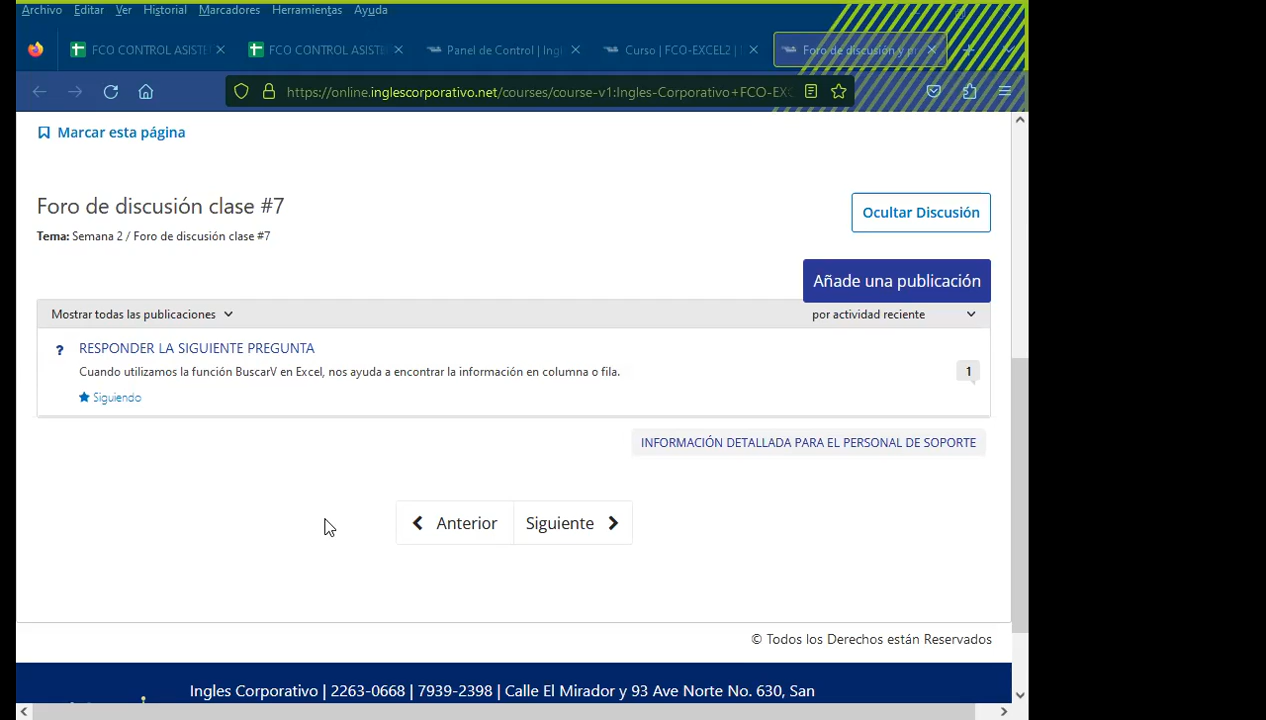 Archivo Editar Ver Historial Marcadores Herramientas Ayuda
FCO CONTROL ASISTE FCO CONTROL ASISTE Panel de Control | Ingl Curso | FCO-EXCEL2 | Foro de discusión y pr
https://online.inglescorporativo.net/courses/course-v1:Ingles-Corporativo+FCO-EXC
Marcar esta página
Foro de discusión clase #7
Ocultar Discusión
Tema: Semana 2 / Foro de discusión clase #7
Añade una publicación
Mostrar todas las publicaciones por actividad reciente
? RESPONDER LA SIGUIENTE PREGUNTA
Cuando utilizamos la función BuscarV en Excel, nos ayuda a encontrar la información en columna o fila.
1
Siguiendo
INFORMACIÓN DETALLADA PARA EL PERSONAL DE SOPORTE
Anterior Siguiente
© Todos los Derechos están Reservados
Ingles Corporativo | 2263-0668 | 7939-2398 | Calle El Mirador y 93 Ave Norte No. 630, San